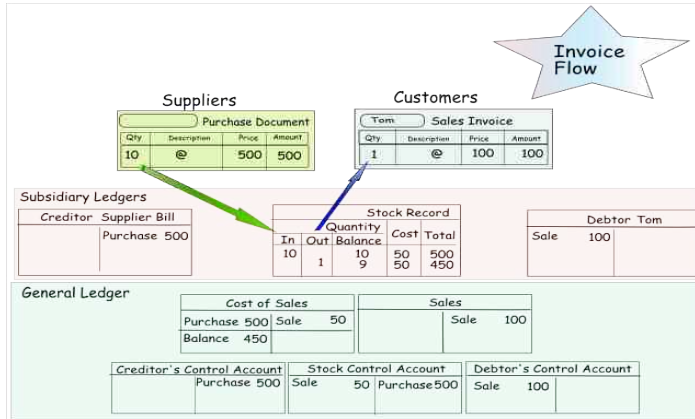 Invoice
Flow
Suppliers
Customers
Purchase Document
Qty Description Price Amount
10 @ 500 500
Tom Sales Invoice
Qty Description Price Amount
1 @ 100 100
Subsidiary Ledgers
Creditor Supplier Bill
Purchase 500
Stock Record
Quantity
In Out Balance Cost Total
10 10 50 500
1 9 50 450
Debtor Tom
Sale 100
General Ledger
Cost of Sales
Purchase 500 Sale 50
Balance 450
Sales
Sale 100
Creditor's Control Account
Purchase 500
Stock Control Account
Sale 50 Purchase500
Debtor's Control Account
Sale 100